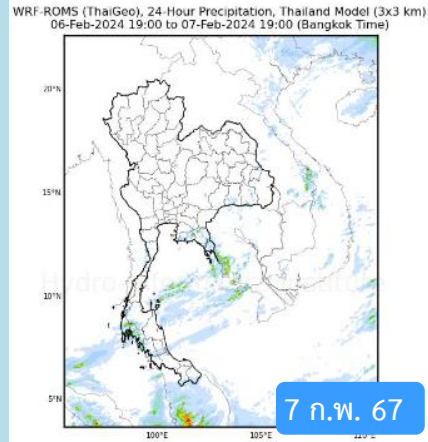 WRF-ROMS (ThaiGeo), 24-Hour Precipitation, Thailand Model (3x3 km)
06-Feb-2024 19:00 to 07-Feb-2024 19:00 (Bangkok Time)
20°N
15°N
10°N
5°N
100°E
105°E
7 ก.พ. 67